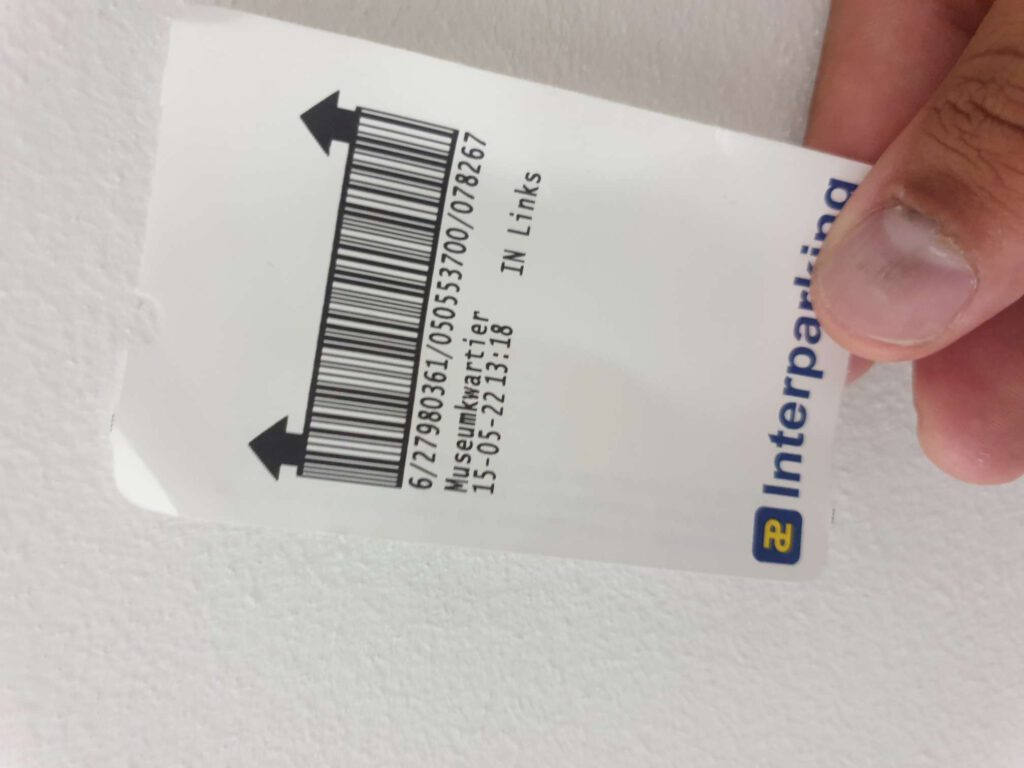 6/27980361/050553700/078267
Museumkwartier
15-05-22 13:18 IN Links
Interparking